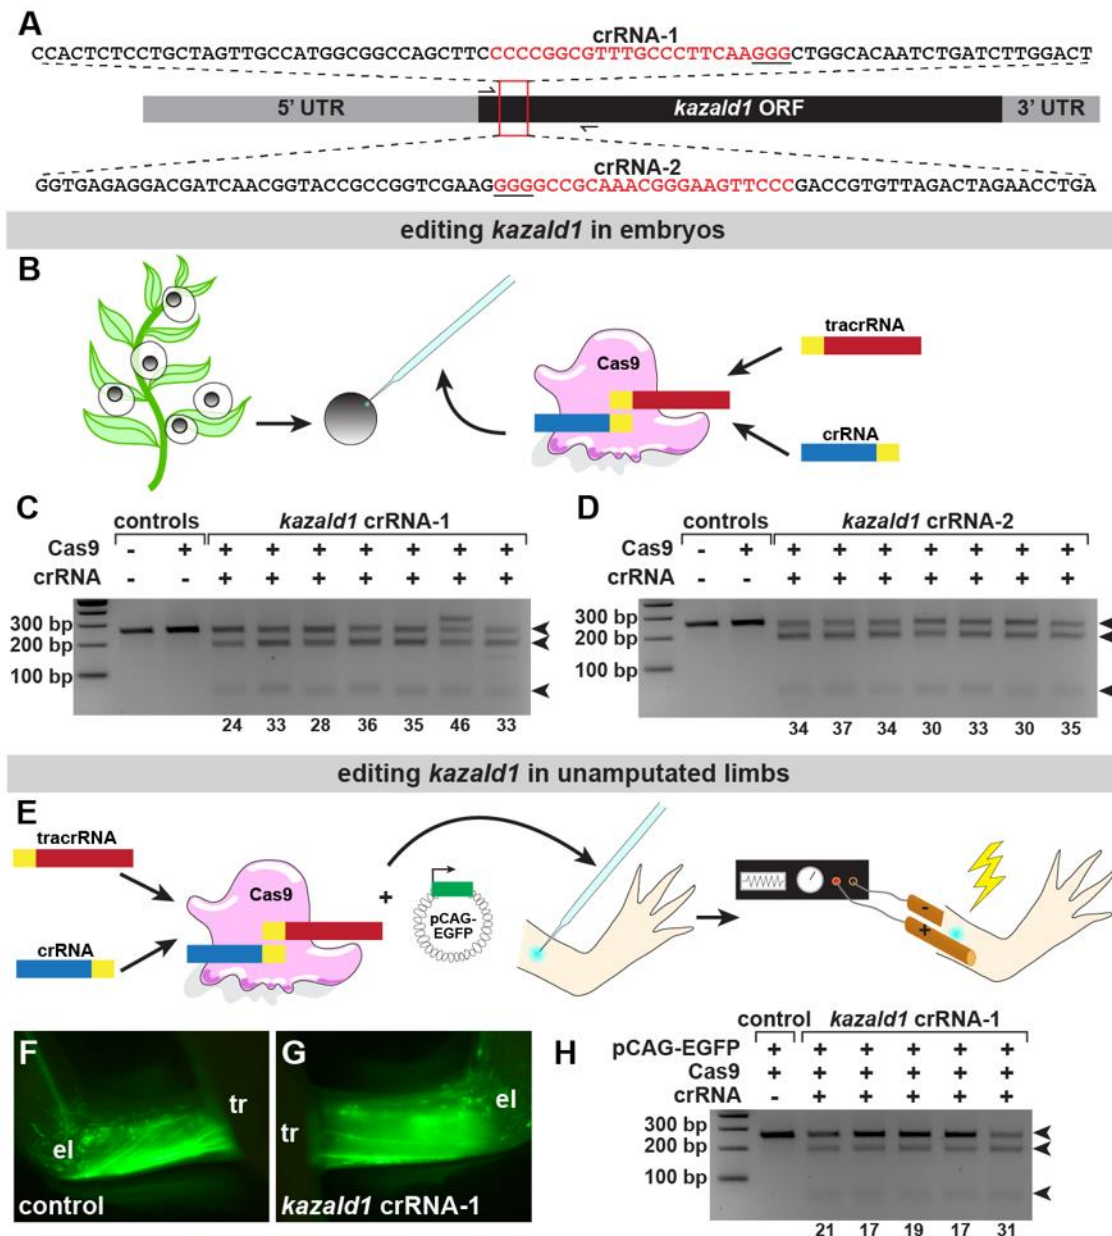 A
crRNA-1
CCACTCTCCTGCTAGTTGCCATGGCGGCCAGCTTCCCCCGGCGTTTGCCCTTCAAGGGCTGGCACAATCTGATCTTGGACT
5' UTR
kazald1 ORF
3' UTR
crRNA-2
GGTGAGAGGACGATCAACGGTACCGCCGGTCGAAGGGGGCCGCAAACGGGAAGTTCCCGACCGTGTTAGACTAGAACCTGA
editing kazald1 in embryos
B
tracrRNA
Cas9
crRNA
C
controls
kazald1 crRNA-1
Cas9 - + + + + + + + +
crRNA - - + + + + + + +
300 bp
200 bp
100 bp
24 33 28 36 35 46 33
D
controls
kazald1 crRNA-2
Cas9 - + + + + + + + +
crRNA - - + + + + + + +
300 bp
200 bp
100 bp
34 37 34 30 33 30 35
editing kazald1 in unamputated limbs
E
tracrRNA
Cas9
crRNA
+
pCAG-
EGFP
-
+
F
tr
el
control
G
el
tr
kazald1 crRNA-1
H
control
kazald1 crRNA-1
pCAG-EGFP + + + + + +
Cas9 + + + + + +
crRNA - + + + + +
300 bp
200 bp
100 bp
21 17 19 17 31